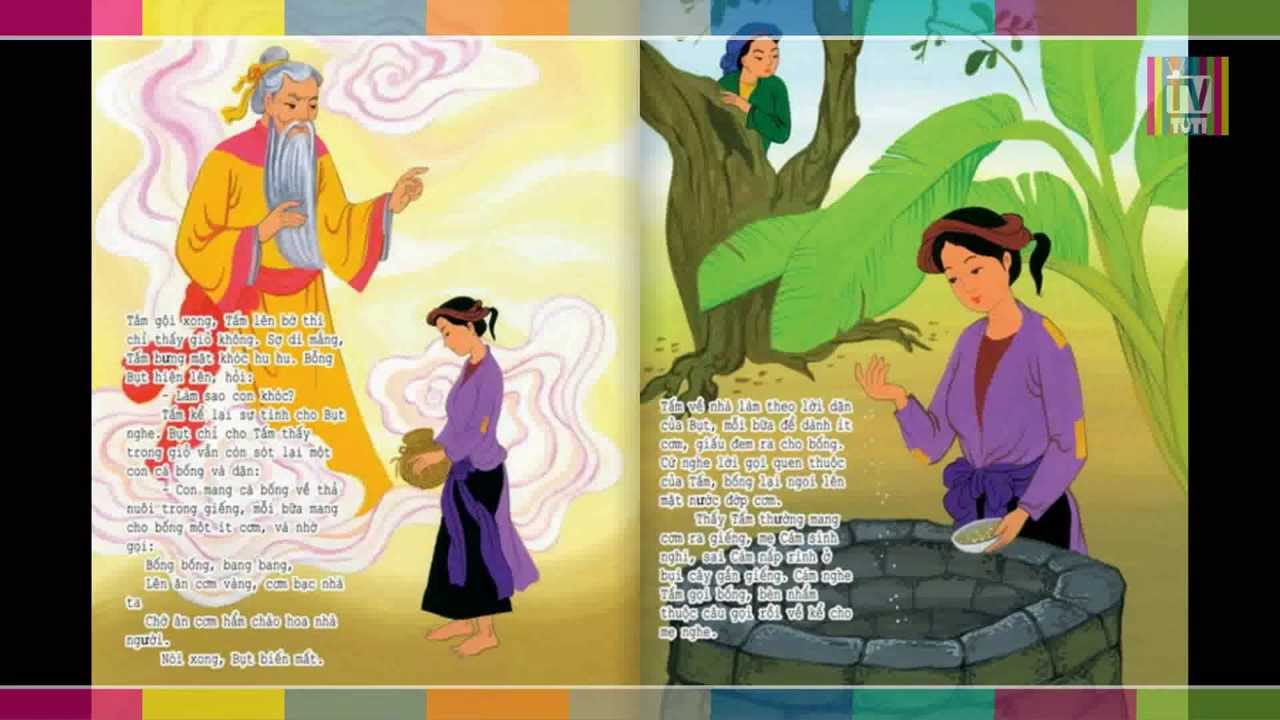 Tắm gội xong, Tấm lên bờ thì
chỉ thấy giỏ không. Sợ dì mắng,
Tấm bưng mặt khóc hu hu. Bỗng
Bụt hiện lên, hỏi:
- Làm sao con khóc?
Tấm kể lại sự tình cho Bụt
nghe. Bụt chỉ cho Tấm thấy
trong giỏ vẫn còn sót lại một
con cá bống và dặn:
- Con mang cá bống về thả
nuôi trong giếng, mỗi bữa mang
cho bống một ít cơm, và nhớ
gọi:
Bống bống, bang bang,
Lên ăn cơm vàng, cơm bạc nhà
ta
Chớ ăn cơm hẩm cháo hoa nhà
người.
Nói xong, Bụt biến mất.
Tấm về nhà làm theo lời dặn
của Bụt, mỗi bữa để dành ít
cơm, giấu đem ra cho bống.
Cứ nghe lời gọi quen thuộc
của Tấm, bống lại ngoi lên
mặt nước đớp cơm.
Thấy Tấm thường mang
cơm ra giếng, mẹ Cám sinh
nghi, sai Cám nấp rình ở
bụi cây gần giếng. Cám nghe
Tấm gọi bống, bèn nhẩm
thuộc câu gọi rồi về kể cho
mẹ nghe.
TV
TUTI